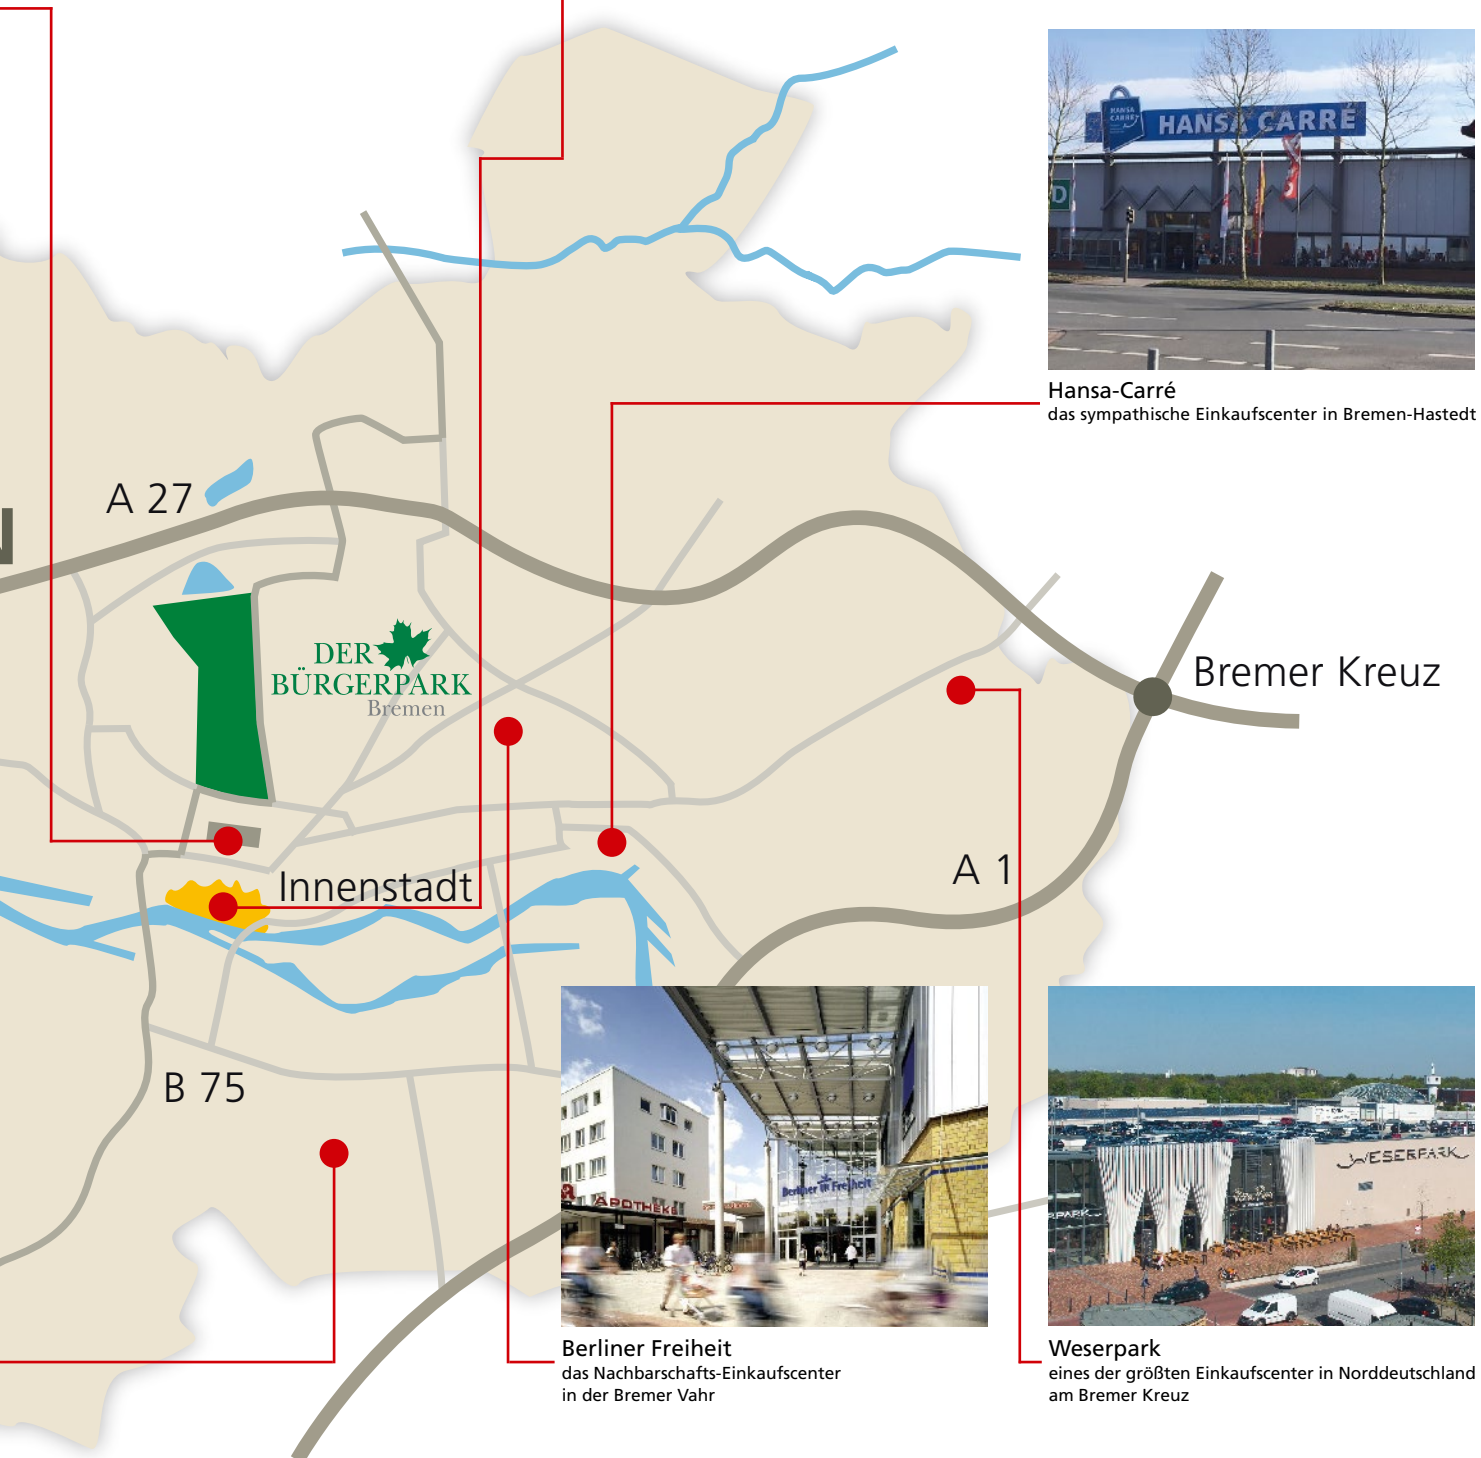 HANSA
CARRÉ
HANSA CARRÉ
D
Hansa-Carré
das sympathische Einkaufscenter in Bremen-Hastedt
A 27
N
DER
BÜRGERPARK
Bremen
Bremer Kreuz
A 1
Innenstadt
B 75
APOTHEKE
Berliner Freiheit
WESERPARK
Berliner Freiheit
das Nachbarschafts-Einkaufscenter
in der Bremer Vahr
Weserpark
eines der größten Einkaufscenter in Norddeutschland
am Bremer Kreuz